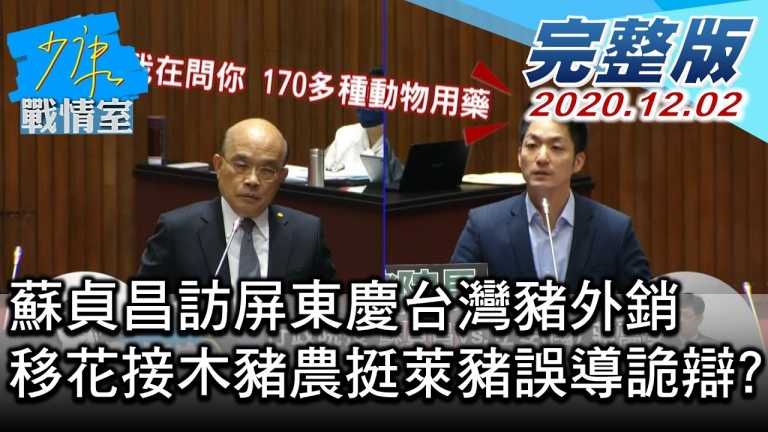 少康
戰情室
我在問你 170多種動物用藥
完整版
2020.12.02
院長
蘇貞昌訪屏東慶台灣豬外銷
移花接木豬農挺萊豬誤導詭辯?